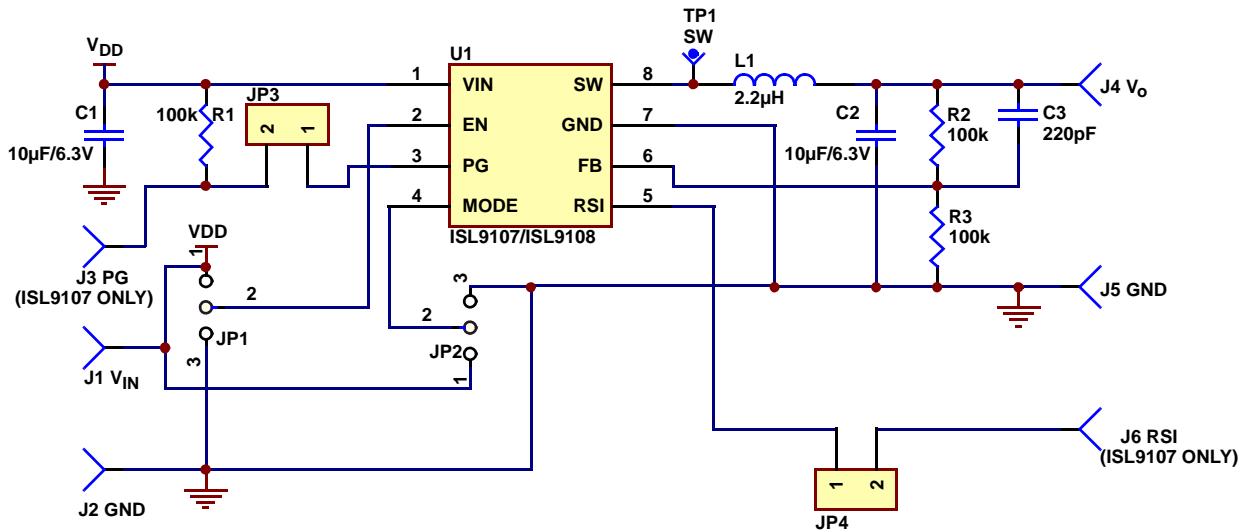 TP1
SW
V_DD
U1
L1
2.2µH
C1
10µF/6.3V
100k
R1
JP3
2
1
1
2
3
4
VIN
EN
PG
MODE
SW
GND
FB
RSI
8
7
6
5
ISL9107/ISL9108
C2
10µF/6.3V
R2
100k
C3
220pF
J4 V_o
R3
100k
J3 PG
(ISL9107 ONLY)
VDD
1
2
3
JP1
3
2
1
JP2
J5 GND
J1 V_IN
J2 GND
J6 RSI
(ISL9107 ONLY)
1
2
JP4